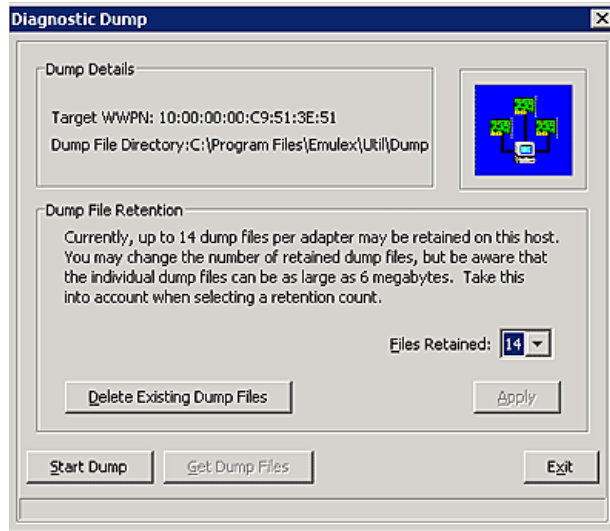 Diagnostic Dump
Dump Details
Target WWPN: 10:00:00:00:C9:51:3E:51
Dump File Directory:C:\Program Files\Emulex\Util\Dump
Dump File Retention
Currently, up to 14 dump files per adapter may be retained on this host.
You may change the number of retained dump files, but be aware that
the individual dump files can be as large as 6 megabytes. Take this
into account when selecting a retention count.
Files Retained: 14
Delete Existing Dump Files
Apply
Start Dump
Get Dump Files
Exit